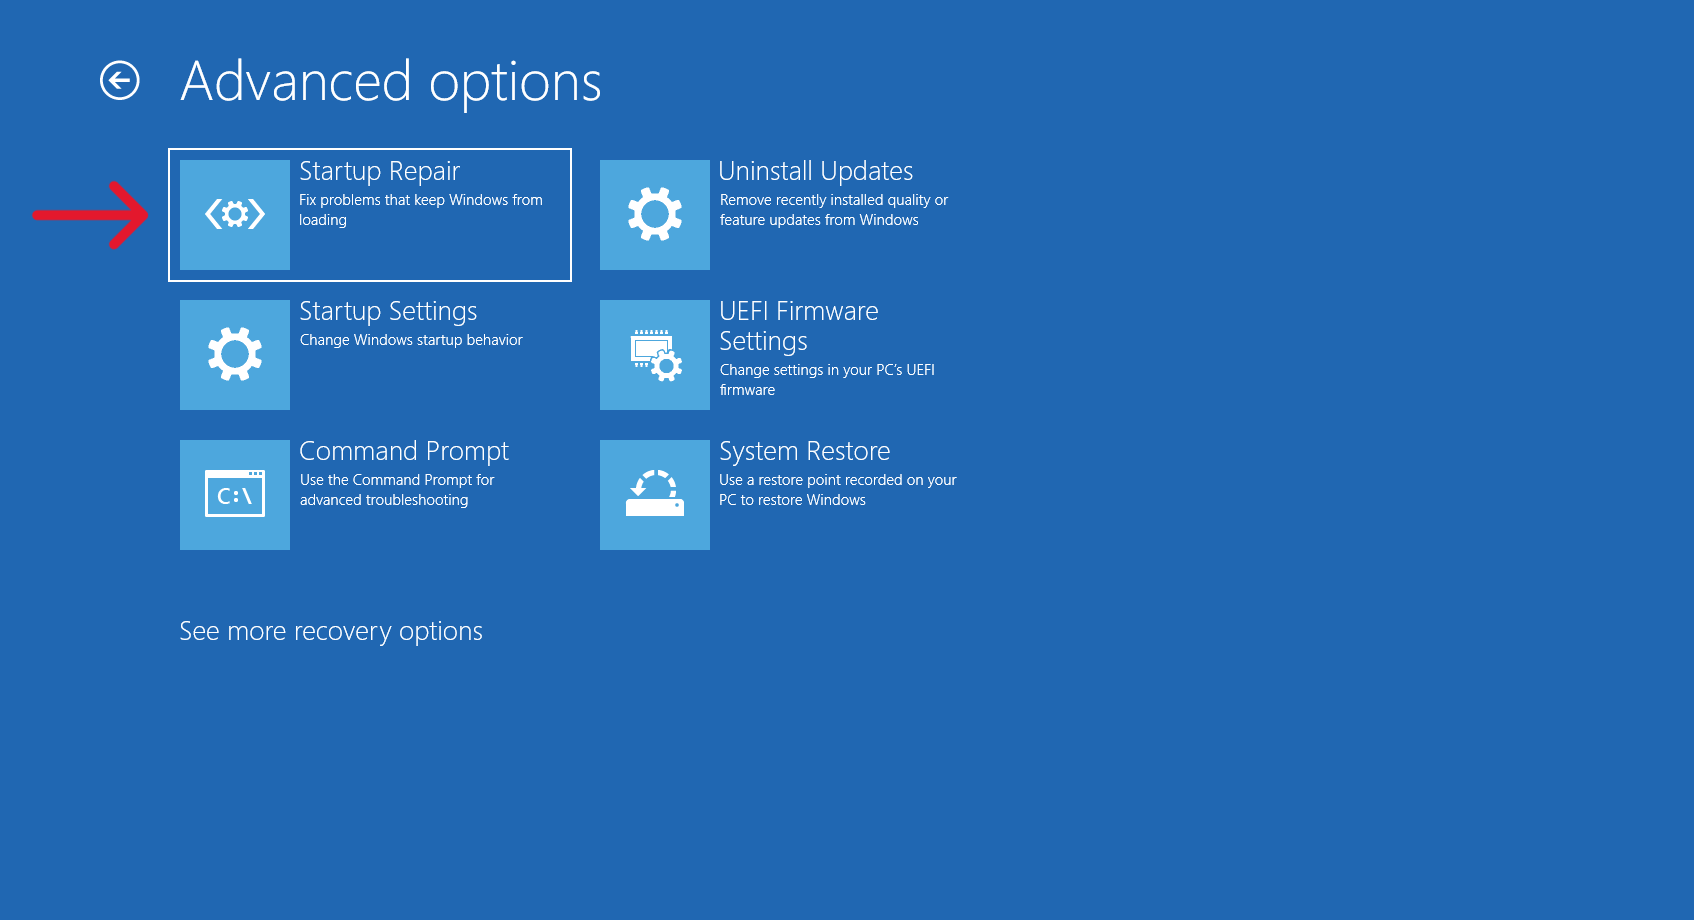 Advanced options
Startup Repair
Fix problems that keep Windows from
loading
Uninstall Updates
Remove recently installed quality or
feature updates from Windows
Startup Settings
Change Windows startup behavior
UEFI Firmware
Settings
Change settings in your PC's UEFI
firmware
C:\
Command Prompt
Use the Command Prompt for
advanced troubleshooting
System Restore
Use a restore point recorded on your
PC to restore Windows
See more recovery options